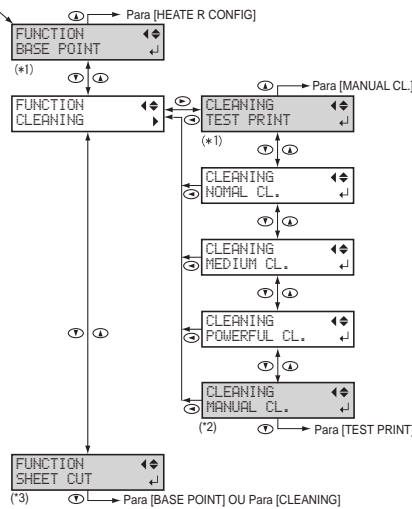 Para [HEATE R CONFIG]
FUNCTION
BASE POINT
(*1)
FUNCTION
CLEANING
Para [MANUAL CL.]
CLEANING
TEST PRINT
(*1)
CLEANING
NOMAL CL.
CLEANING
MEDIUM CL.
CLEANING
POWERFUL CL.
CLEANING
MANUAL CL.
(*2)
Para [TEST PRINT]
FUNCTION
SHEET CUT
(*3)
Para [BASE POINT] OU Para [CLEANING]